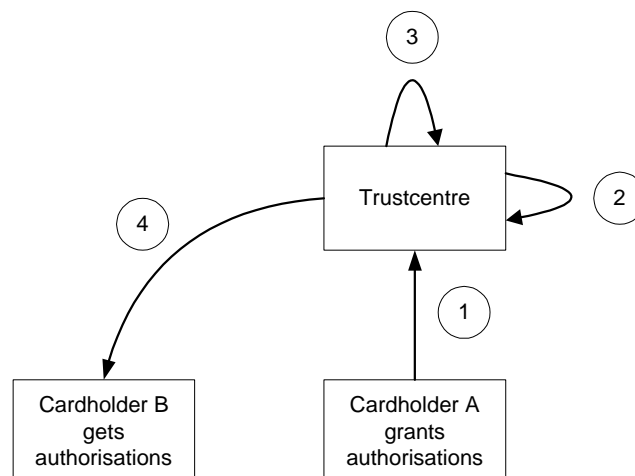 3
Trustcentre
2
4
1
Cardholder B
gets
authorisations
Cardholder A
grants
authorisations